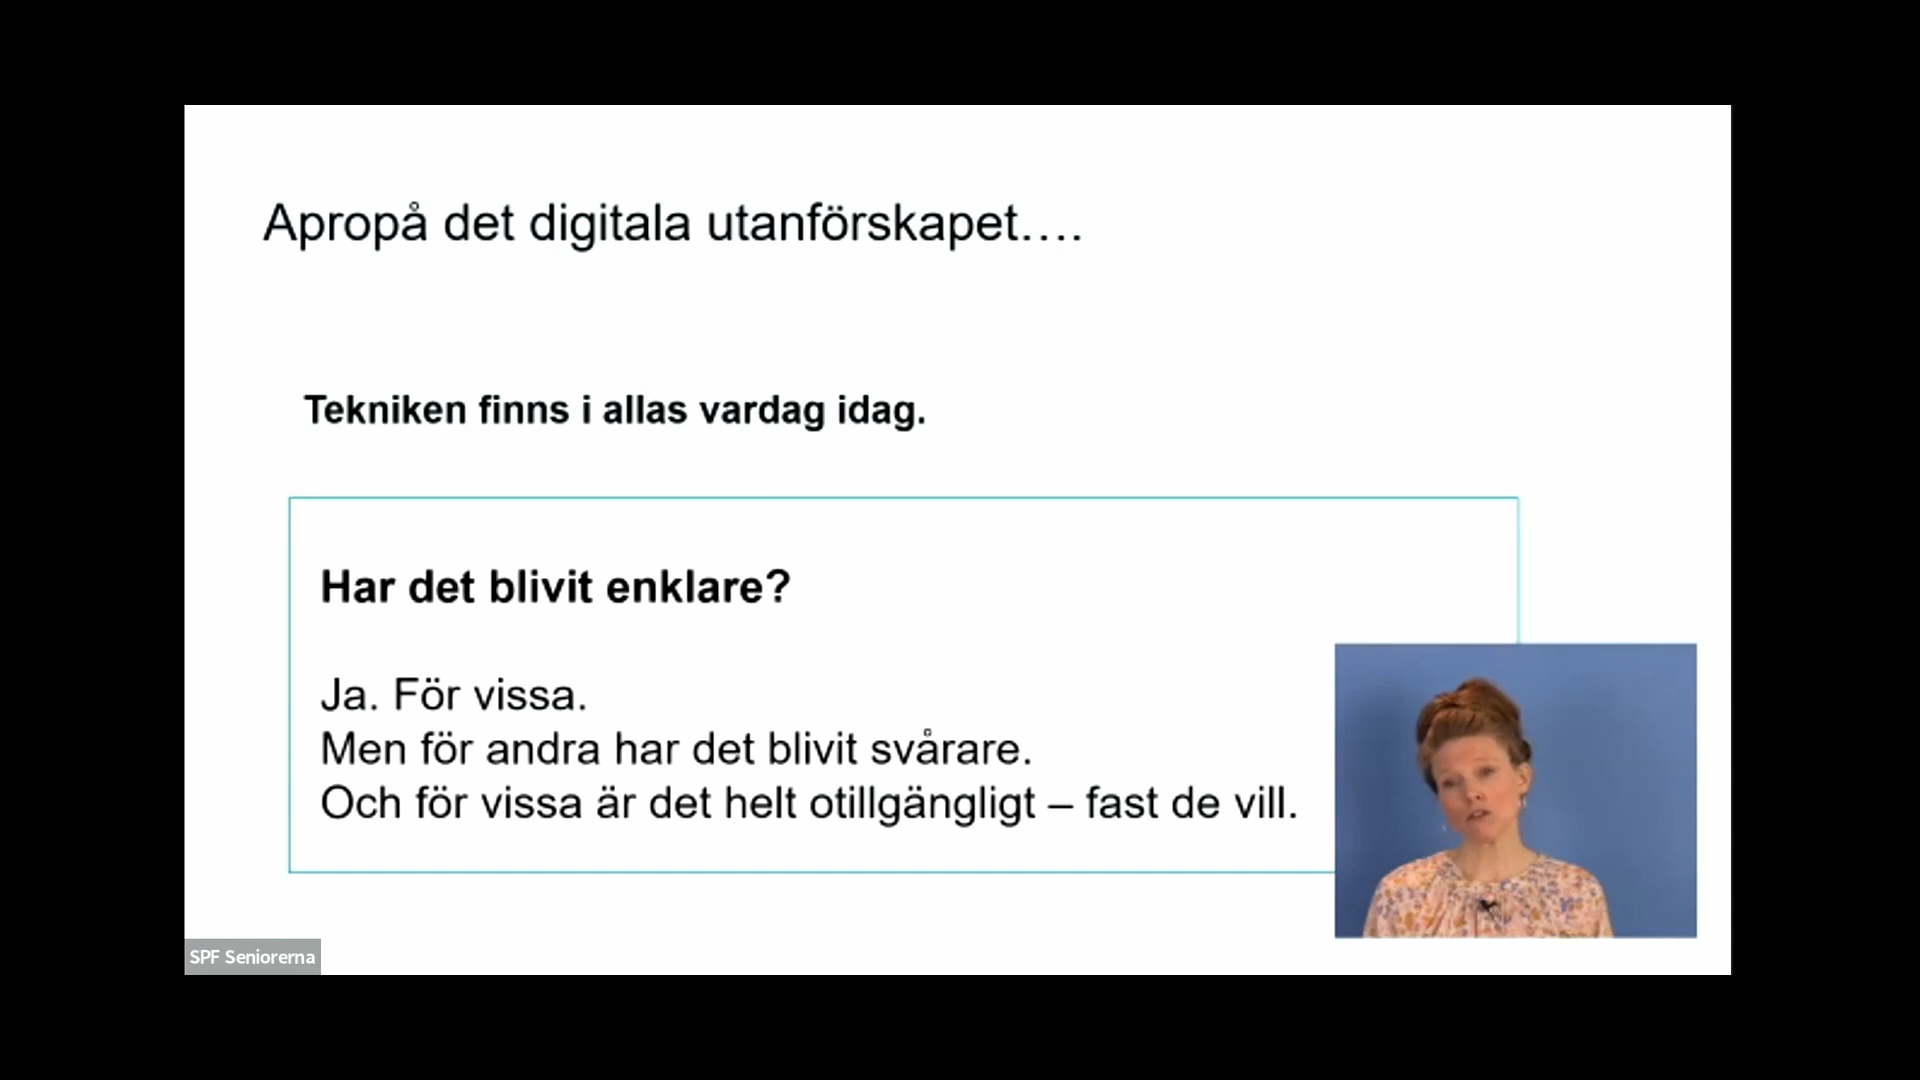 Apropå det digitala utanförskapet….
Tekniken finns i allas vardag idag.
Har det blivit enklare?
Ja. För vissa.
Men för andra har det blivit svårare.
Och för vissa är det helt otillgängligt – fast de vill.
SPF Seniorerna